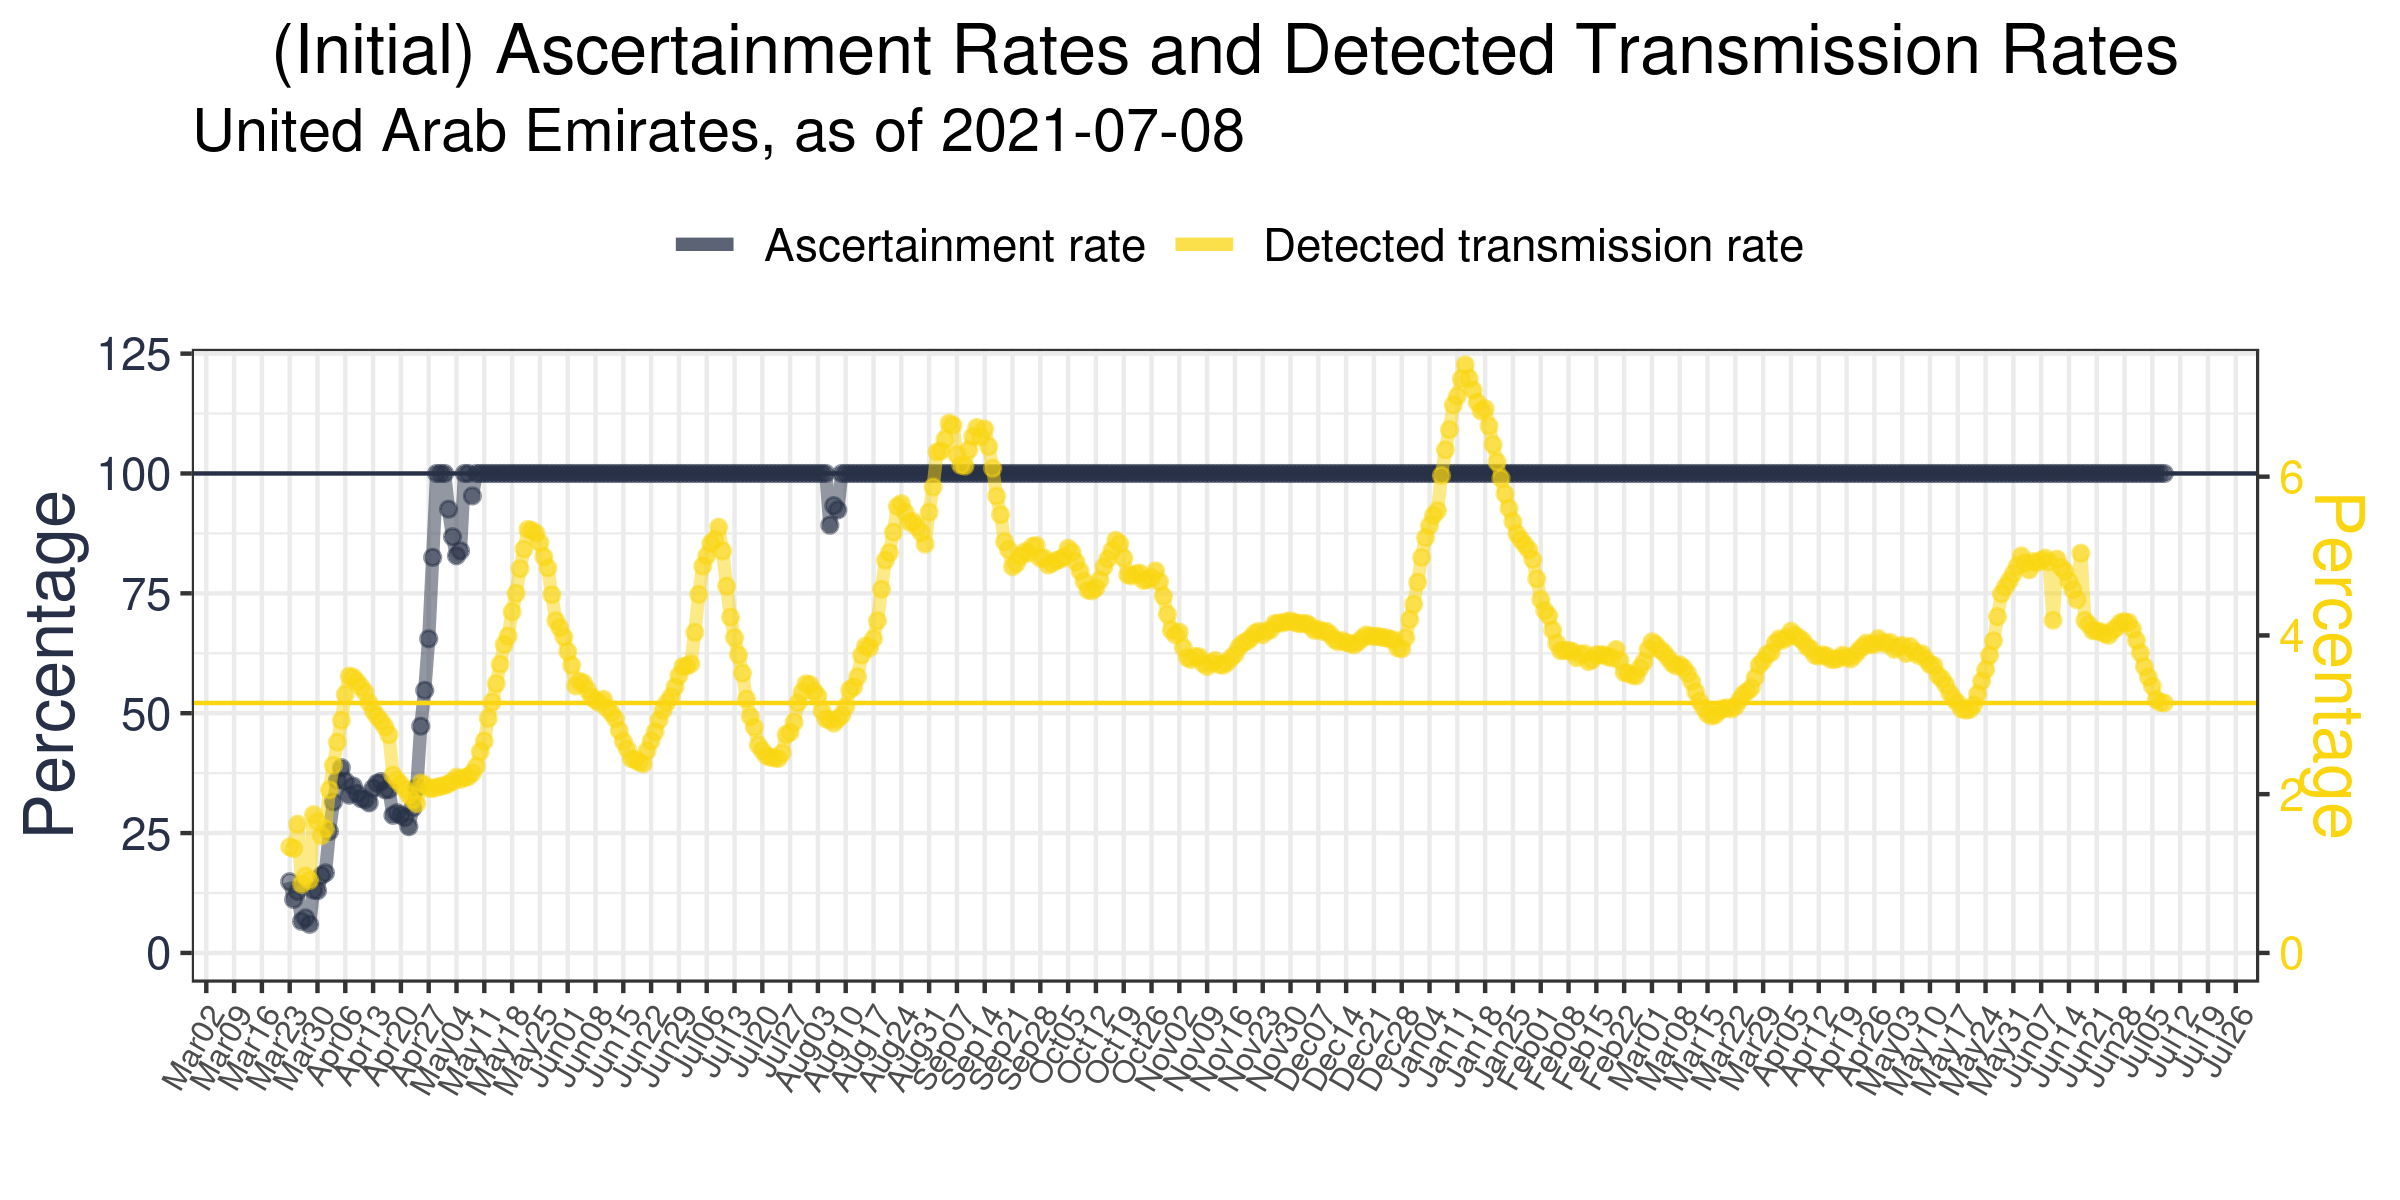 (Initial) Ascertainment Rates and Detected Transmission Rates
United Arab Emirates, as of 2021-07-08
Ascertainment rate
Detected transmission rate
Percentage
125
100
75
50
25
0
6
4
2
0
Percentage
Mar02
Mar09
Mar16
Mar23
Mar30
Apr06
Apr13
Apr20
Apr27
May04
May11
May18
May25
Jun01
Jun08
Jun15
Jun22
Jun29
Jul06
Jul13
Jul20
Jul27
Aug03
Aug10
Aug17
Aug24
Aug31
Sep07
Sep14
Sep21
Sep28
Oct05
Oct12
Oct19
Oct26
Nov02
Nov09
Nov16
Nov23
Nov30
Dec07
Dec14
Dec21
Dec28
Jan04
Jan11
Jan18
Jan25
Feb01
Feb08
Feb15
Feb22
Mar01
Mar08
Mar15
Mar22
Mar29
Apr05
Apr12
Apr19
Apr26
May03
May10
May17
May24
May31
Jun07
Jun14
Jun21
Jun28
Jul05
Jul12
Jul19
Jul26